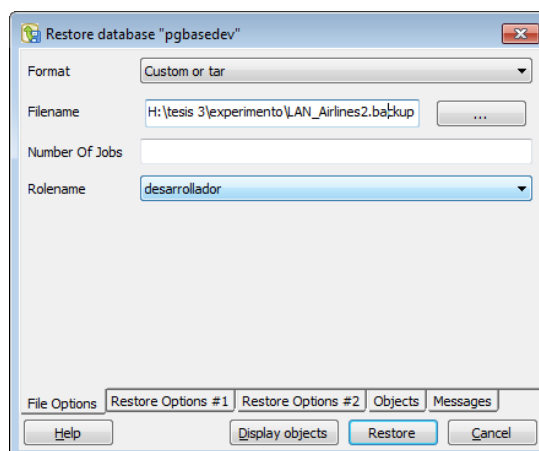 Restore database "pgbasedev"
Format Custom or tar
Filename H:\tesis 3\experimento\LAN_Airlines2.backup ...
Number Of Jobs
Rolename desarrollador
File Options Restore Options #1 Restore Options #2 Objects Messages
Help Display objects Restore Cancel